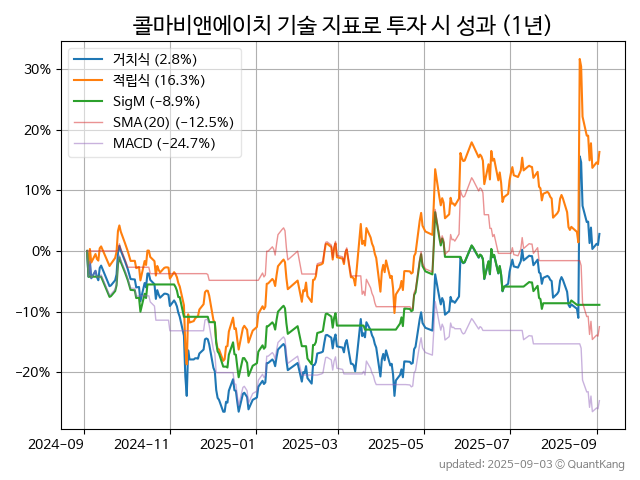 콜마비앤에이치 기술 지표로 투자 시 성과 (1년)
거치식 (2.8%)
적립식 (16.3%)
SigM (−8.9%)
SMA(20) (−12.5%)
MACD (−24.7%)
30%
20%
10%
0%
−10%
−20%
2024−09 2024−11 2025−01 2025−03 2025−05 2025−07 2025−09
updated: 2025−09−03 © QuantKang